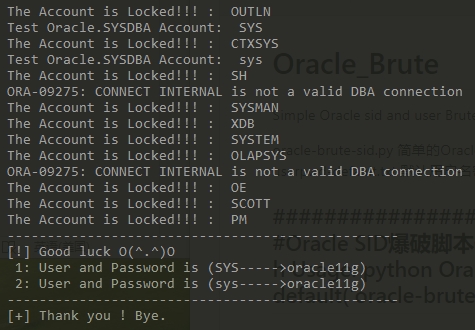 The Account is Locked!!! :  OUTLN
Test Oracle.SYSDBA Account:  SYS
The Account is Locked!!! :  CTXSYS
Test Oracle.SYSDBA Account:  sys
The Account is Locked!!! :  SH
ORA-09275: CONNECT INTERNAL is not a valid DBA connection
The Account is Locked!!! :  SYSMAN
The Account is Locked!!! :  XDB
The Account is Locked!!! :  SYSTEM
The Account is Locked!!! :  OLAPSYS
ORA-09275: CONNECT INTERNAL is not a valid DBA connection
The Account is Locked!!! :  OE
The Account is Locked!!! :  SCOTT
The Account is Locked!!! :  PM
--------------------------------------------------
[!] Good luck O(^.^)O
 1: User and Password is (SYS----->oracle11g)
 2: User and Password is (sys----->oracle11g)
--------------------------------------------------
[+] Thank you ! Bye.
Oracle_Brute
Simple Oracle sid and user Brute
oracle-brute-sid.py 简单的Oracl
################
#Oracle SID爆破脚本
python Ora
default( oracle-brute-